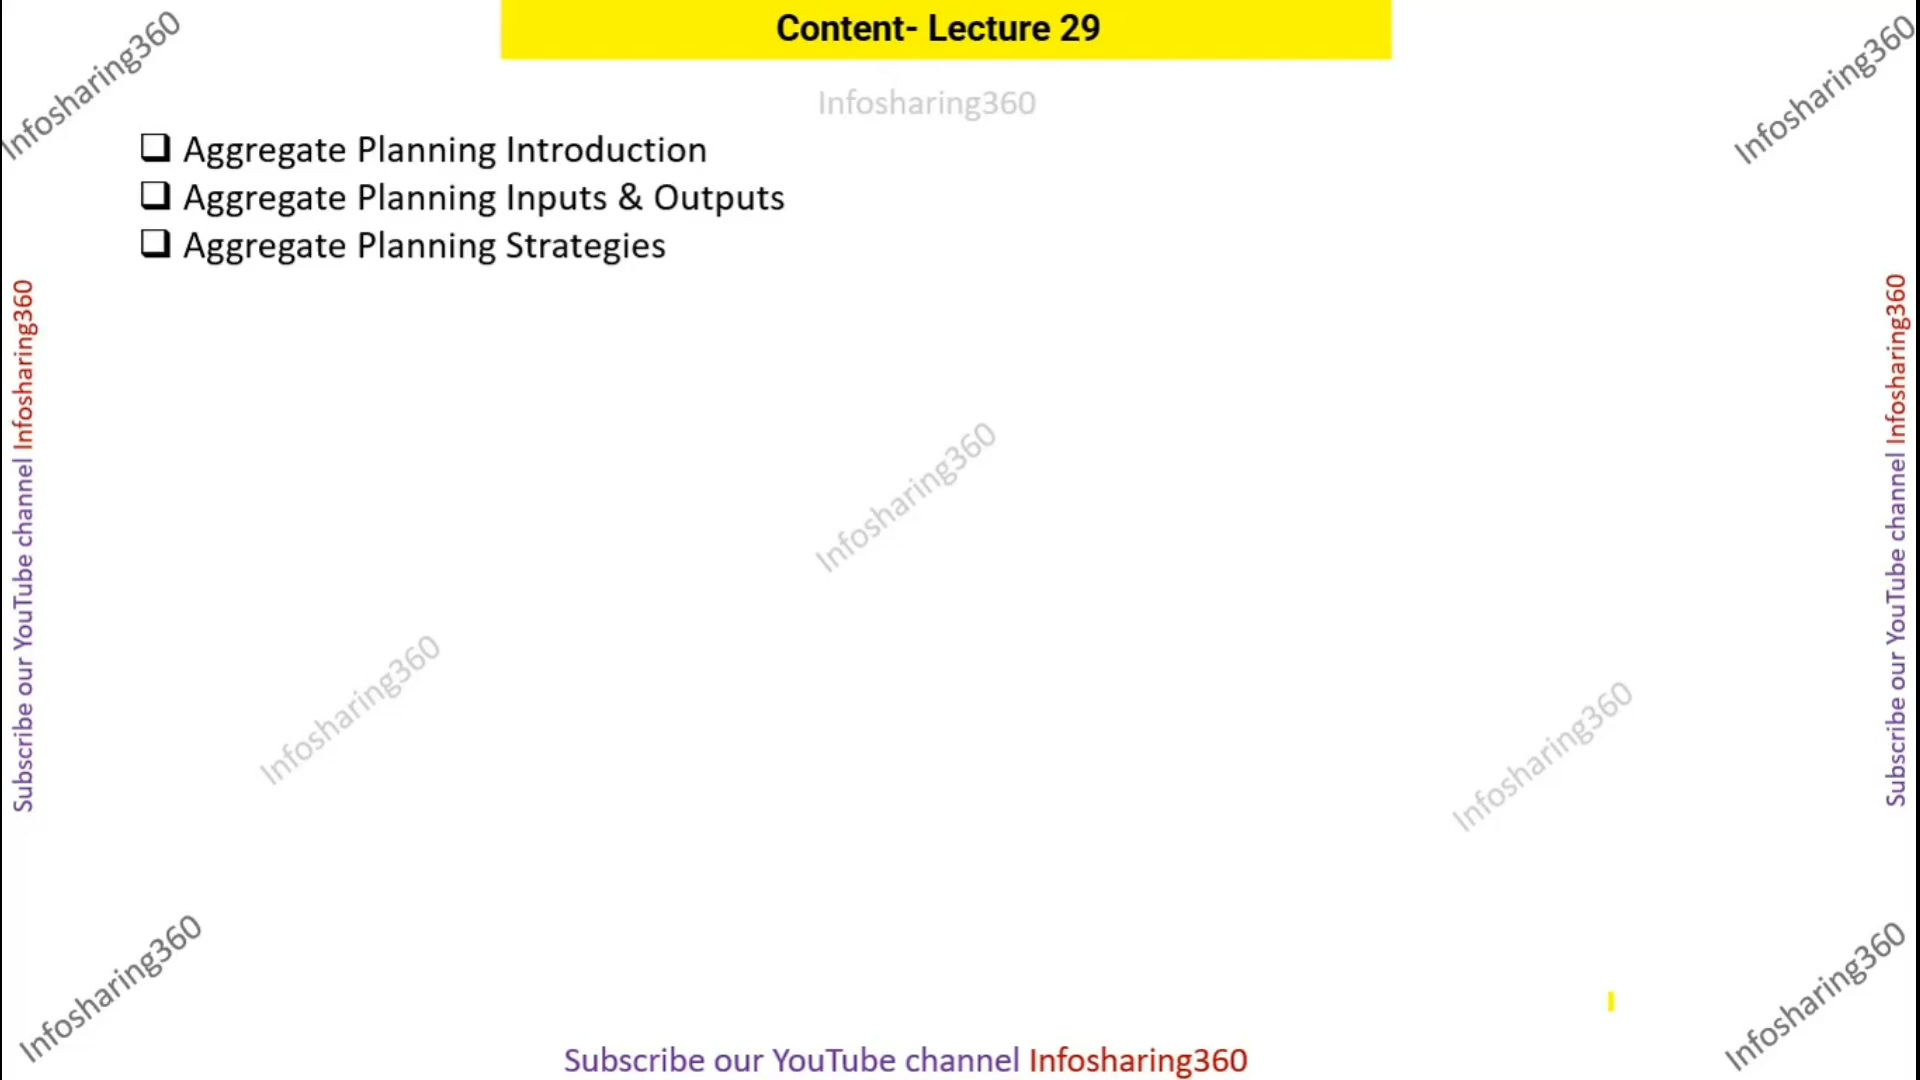 Content- Lecture 29
Infosharing360
Infosharing360
Infosharing360
❑ Aggregate Planning Introduction
❑ Aggregate Planning Inputs & Outputs
❑ Aggregate Planning Strategies
Subscribe our YouTube channel Infosharing360
Subscribe our YouTube channel Infosharing360
Infosharing360
Infosharing360
Infosharing360
Infosharing360
Infosharing360
Subscribe our YouTube channel Infosharing360